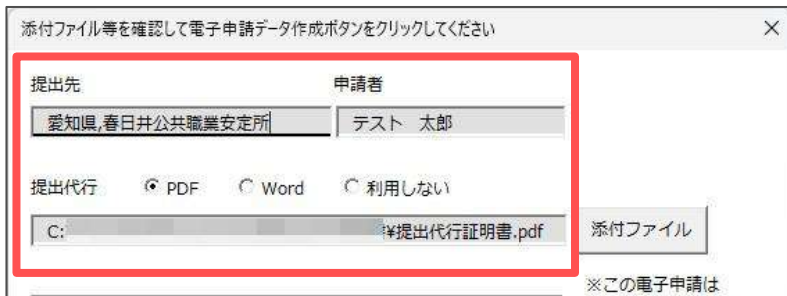 添付ファイル等を確認して電子申請データ作成ボタンをクリックしてください
提出先 申請者
愛知県,春日井公共職業安定所 テスト 太郎
提出代行 PDF Word 利用しない
C: ¥提出代行証明書.pdf 添付ファイル
※この電子申請は